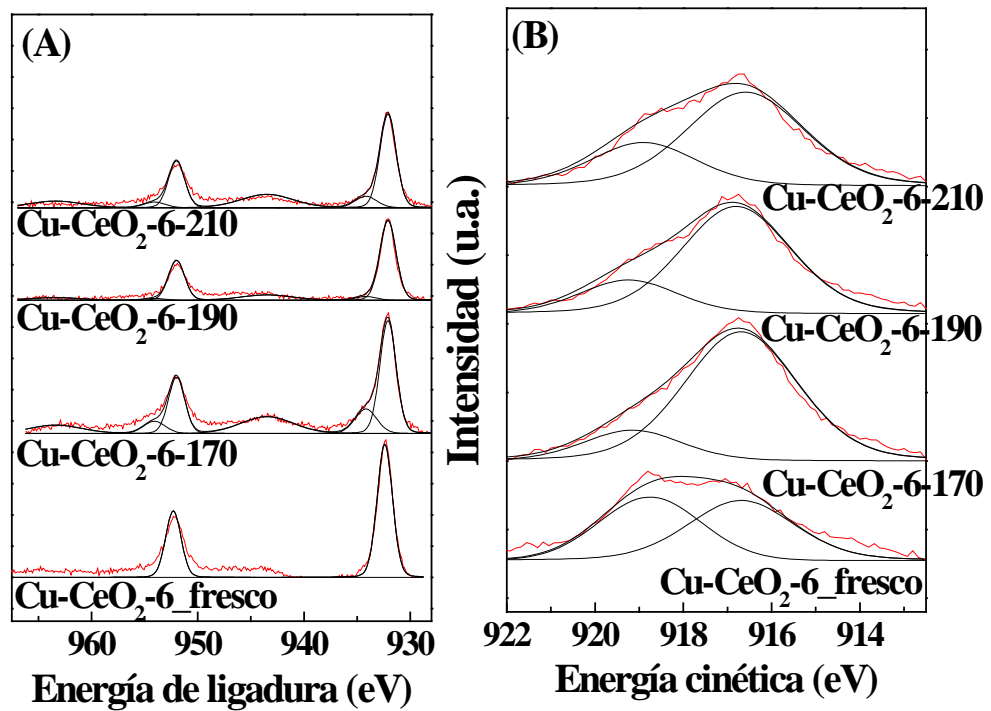 (A)
Cu-CeO₂-6-210
Cu-CeO₂-6-190
Cu-CeO₂-6-170
Cu-CeO₂-6_fresco
960 950 940 930
Energía de ligadura (eV)
Intensidad (u.a.)
(B)
Cu-CeO₂-6-210
Cu-CeO₂-6-190
Cu-CeO₂-6-170
Cu-CeO₂-6_fresco
922 919 917 916 914
Energía cinética (eV)